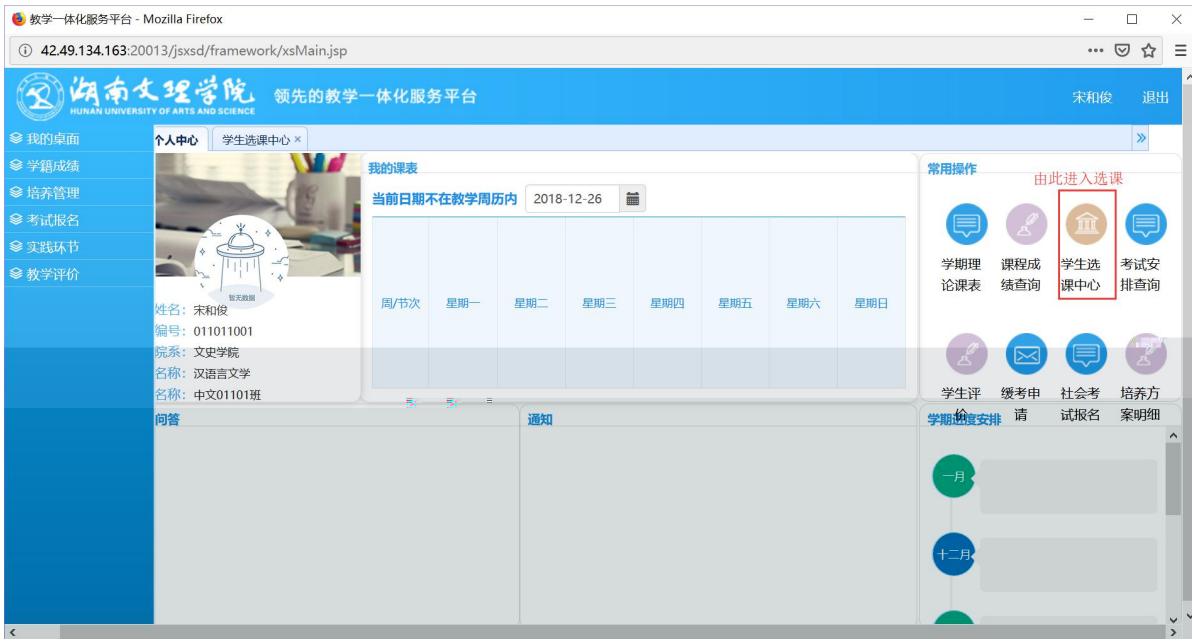 教学一体化服务平台 - Mozilla Firefox
42.49.134.163:20013/jsxsd/framework/xsMain.jsp
湖南文理学院
HUNAN UNIVERSITY OF ARTS AND SCIENCE
领先的教学一体化服务平台
宋和俊 退出
我的桌面
学籍成绩
培养管理
考试报名
实践环节
教学评价
个人中心 学生选课中心 ×
暂无数据
姓名: 宋和俊
编号: 011011001
院系: 文史学院
名称: 汉语言文学
名称: 中文01101班
我的课表
当前日期不在教学周历内 2018-12-26
周/节次 星期一 星期二 星期三 星期四 星期五 星期六 星期日
常用操作
由此进入选课
学期理论课表
课程成绩查询
学生选课中心
考试安排查询
学生评价
缓考申请
社会考试报名
培养方案明细
问答
通知
学期进度安排
一月
十二月